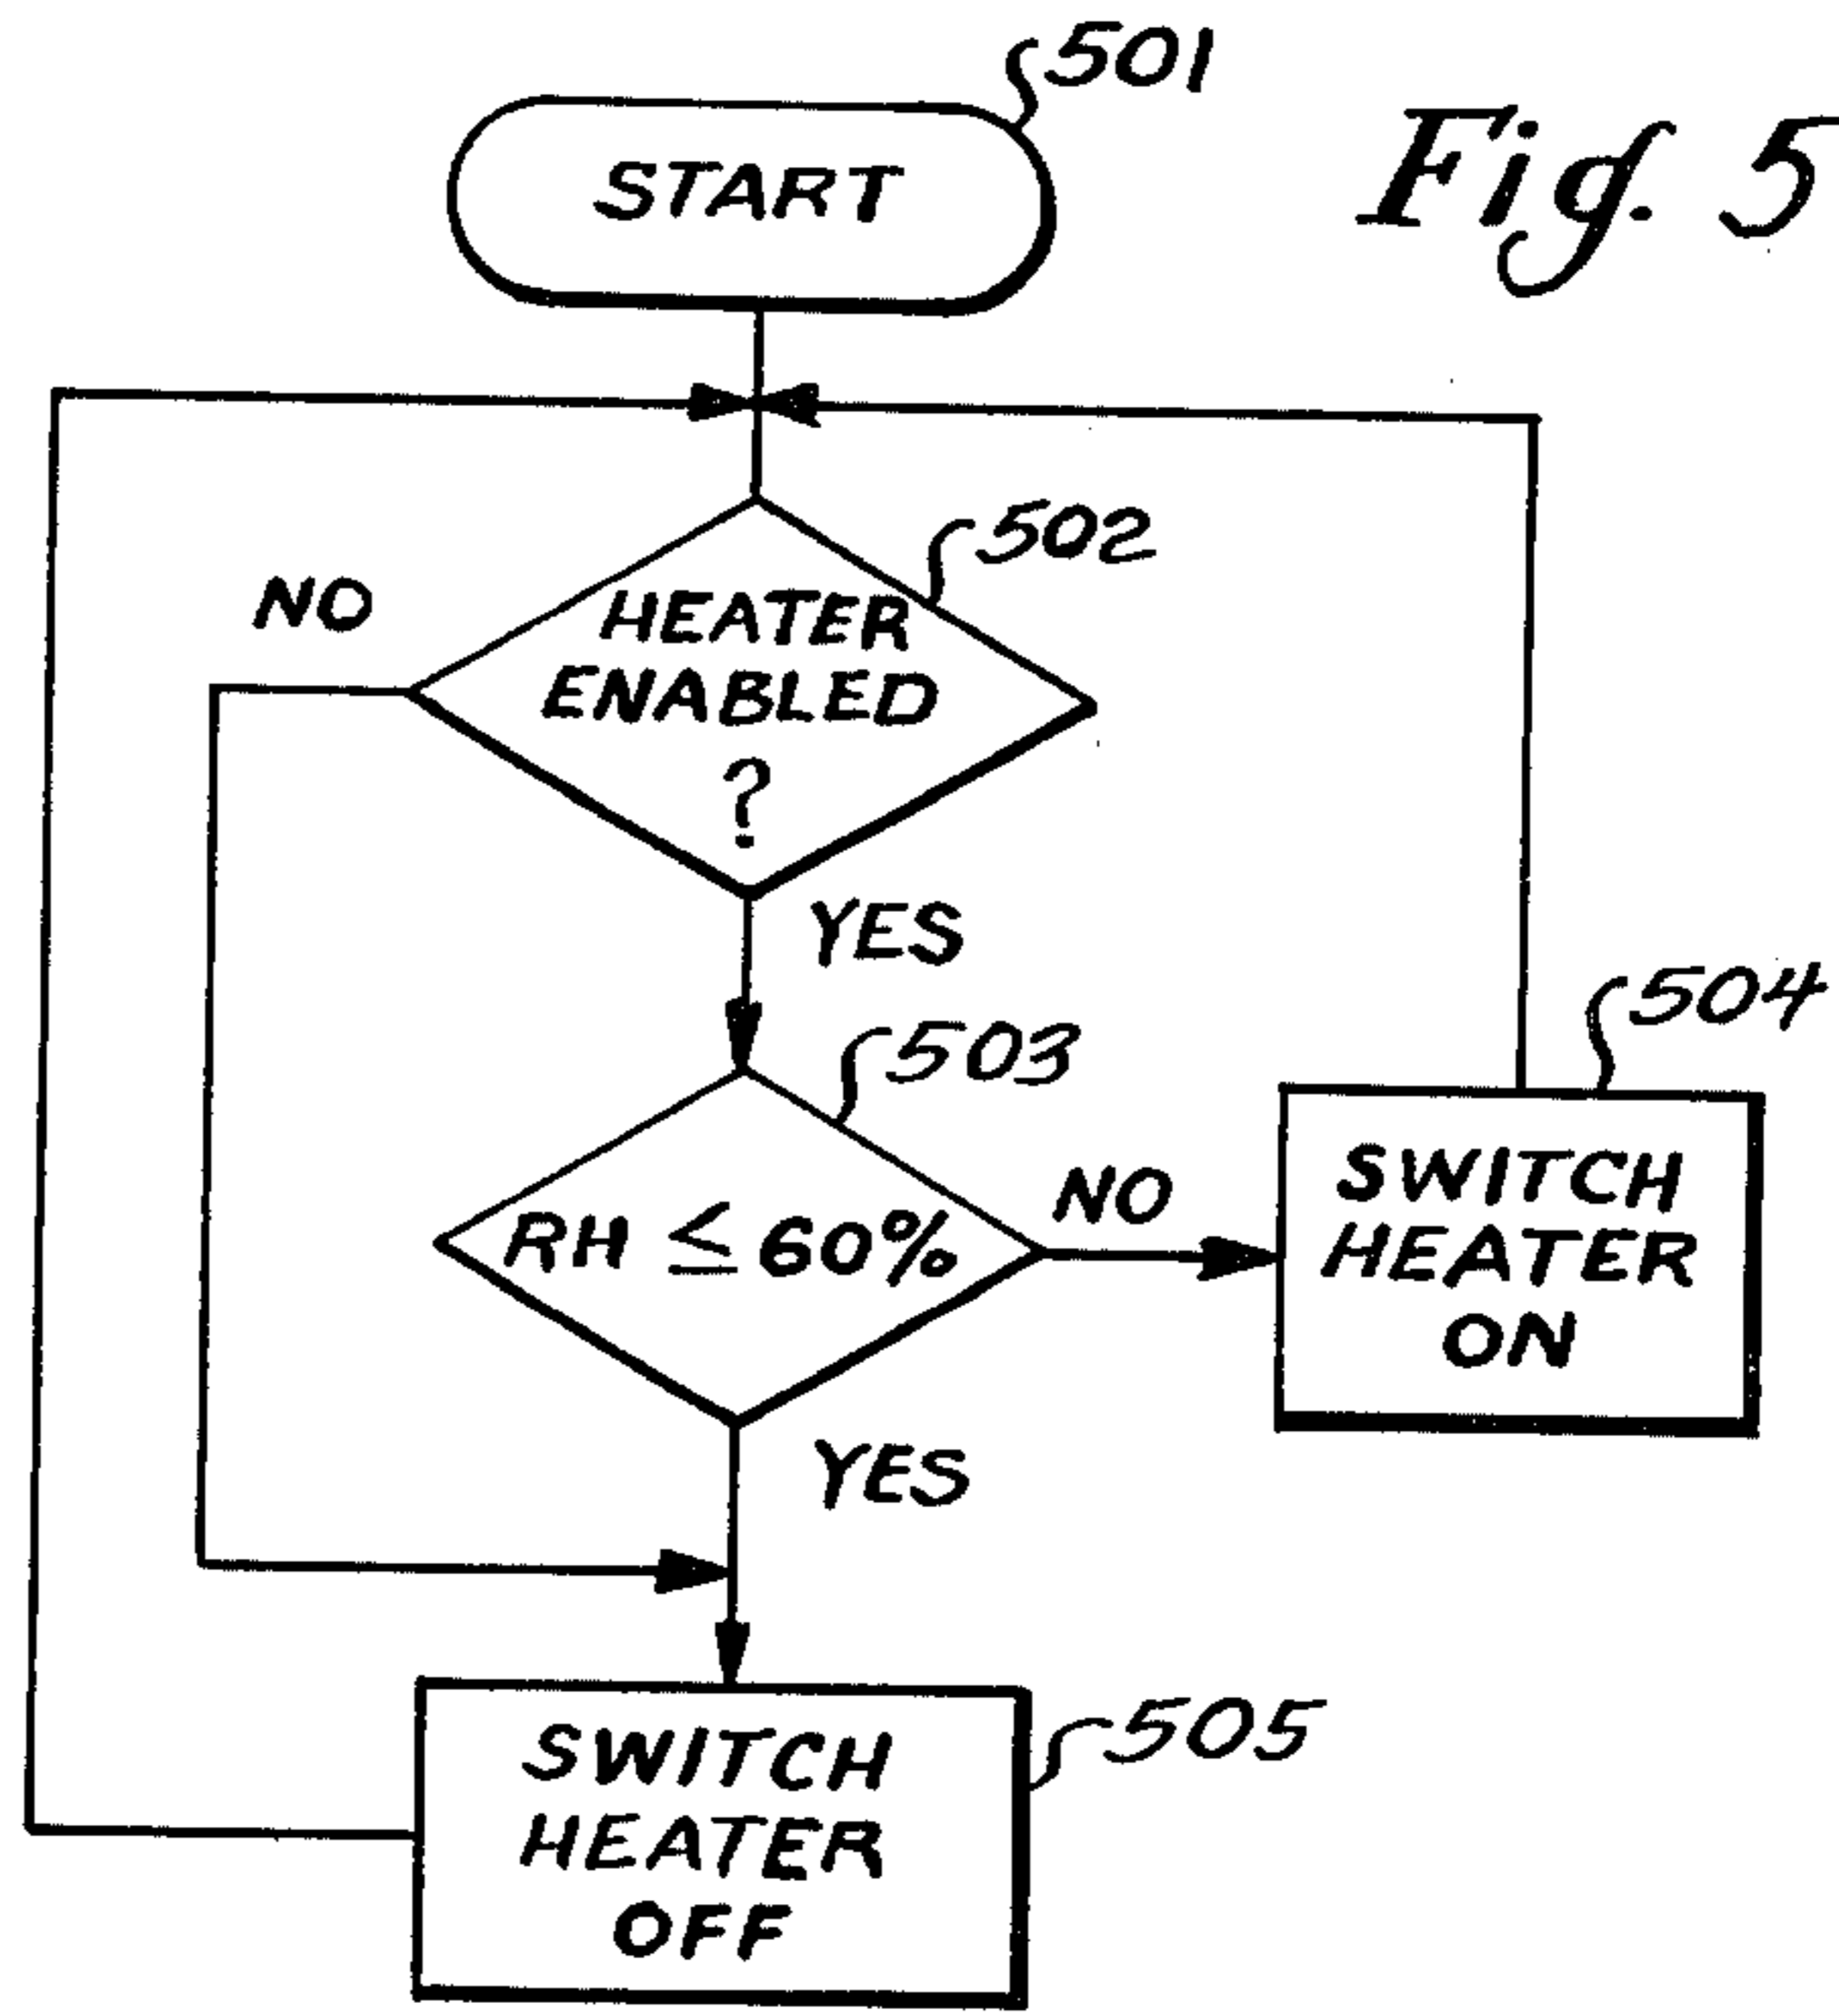 501
START
Fig. 5
502
NO
HEATER
ENABLED
?
YES
503
504
RH ≤ 60%
NO
SWITCH
HEATER
ON
YES
505
SWITCH
HEATER
OFF